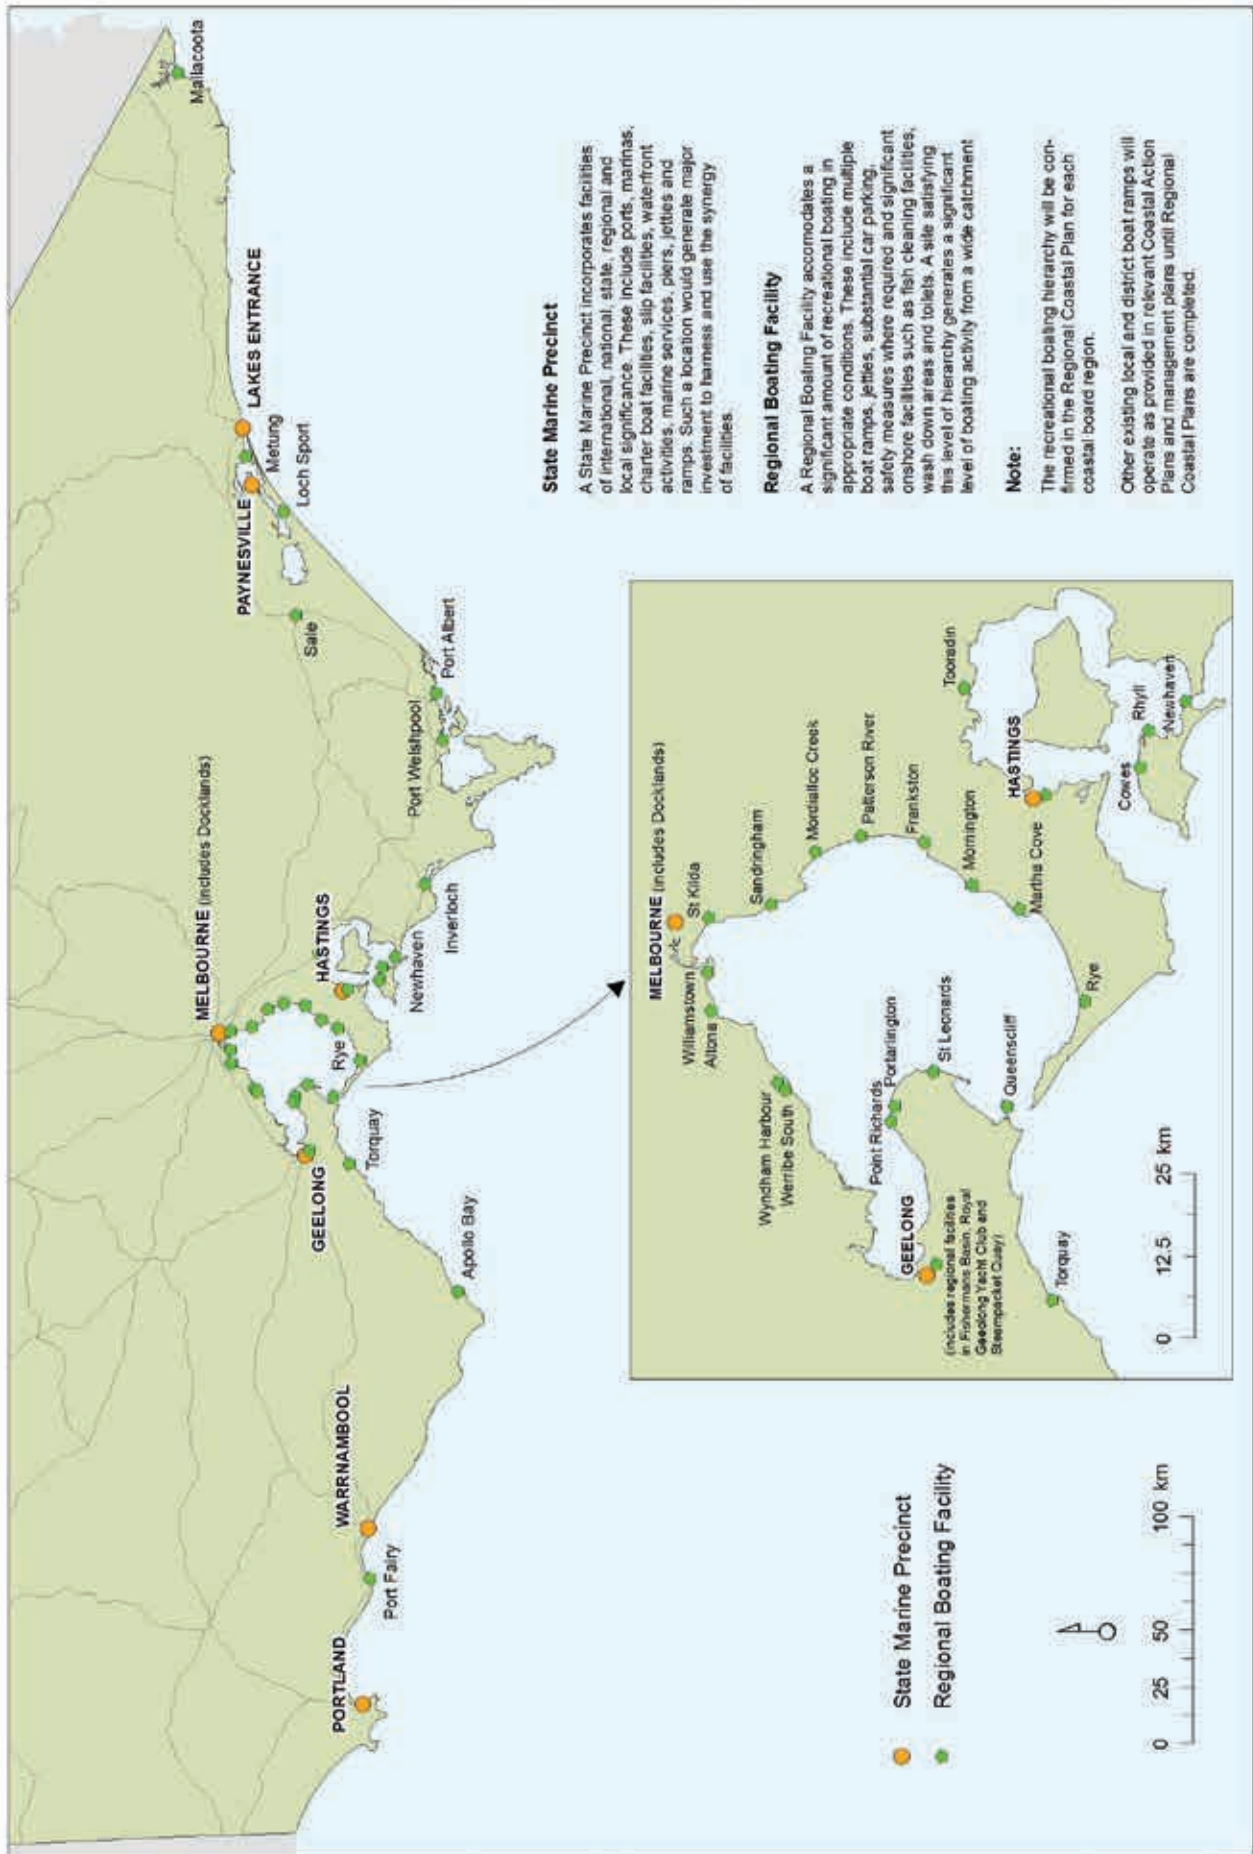 PORTLAND
Port Fairy
WARRNAMBOOL
Apollo Bay
Torquay
GEELONG
MELBOURNE (includes Docklands)
Rye
HASTINGS
Newhaven
Inverloch
Port Welshpool
Port Albert
Sale
PAYNESVILLE
Loch Sport
Metung
LAKES ENTRANCE
Mallacoota
State Marine Precinct
A State Marine Precinct incorporates facilities
of international, national, state, regional and
local significance. These include ports, marinas,
charter boat facilities, slip facilities, waterfront
activities, marine services, piers, jetties and
ramps. Such a location would generate major
investment to harness and use the synergy
of facilities.
Regional Boating Facility
A Regional Boating Facility accomodates a
significant amount of recreational boating in
appropriate conditions. These include multiple
boat ramps, jetties, substantial car parking,
safety measures where required and significant
onshore facilities such as fish cleaning facilities,
wash down areas and toilets. A site satisfying
this level of hierarchy generates a significant
level of boating activity from a wide catchment
Note:
The recreational boating hierarchy will be con-
firmed in the Regional Coastal Plan for each
coastal board region.
Other existing local and district boat ramps will
operate as provided in relevant Coastal Action
Plans and management plans until Regional
Coastal Plans are completed.
MELBOURNE (includes Docklands)
St Kilda
Williamstown
Altona
Sandringham
Wyndham Harbour
Werribe South
Mordialloc Creek
Patterson River
Point Richards
Portarlington
Frankston
St Leonards
GEELONG
(includes regional facilities
in Fishermans Basin, Royal
Geeolong Yacht Club and
Steampacket Quay)
Mornington
Tooradin
Martha Cove
HASTINGS
Queenscliff
Rye
Torquay
Cowes
Rhyll
Newhaven
0 12.5 25 km
State Marine Precinct
Regional Boating Facility
0 25 50 100 km